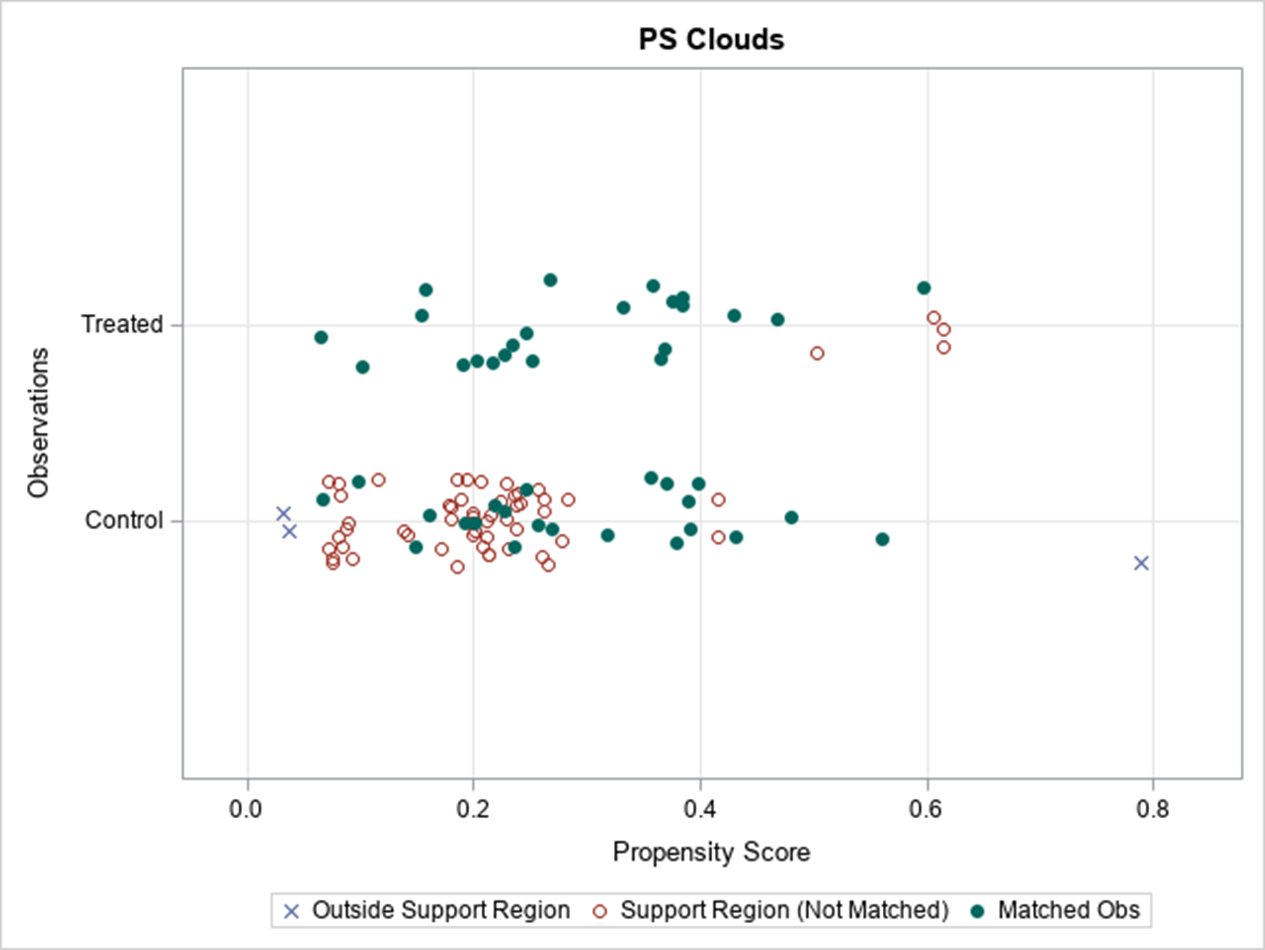 PS Clouds
Observations
Treated
Control
0.0 0.2 0.4 0.6 0.8
Propensity Score
Outside Support Region Support Region (Not Matched) Matched Obs